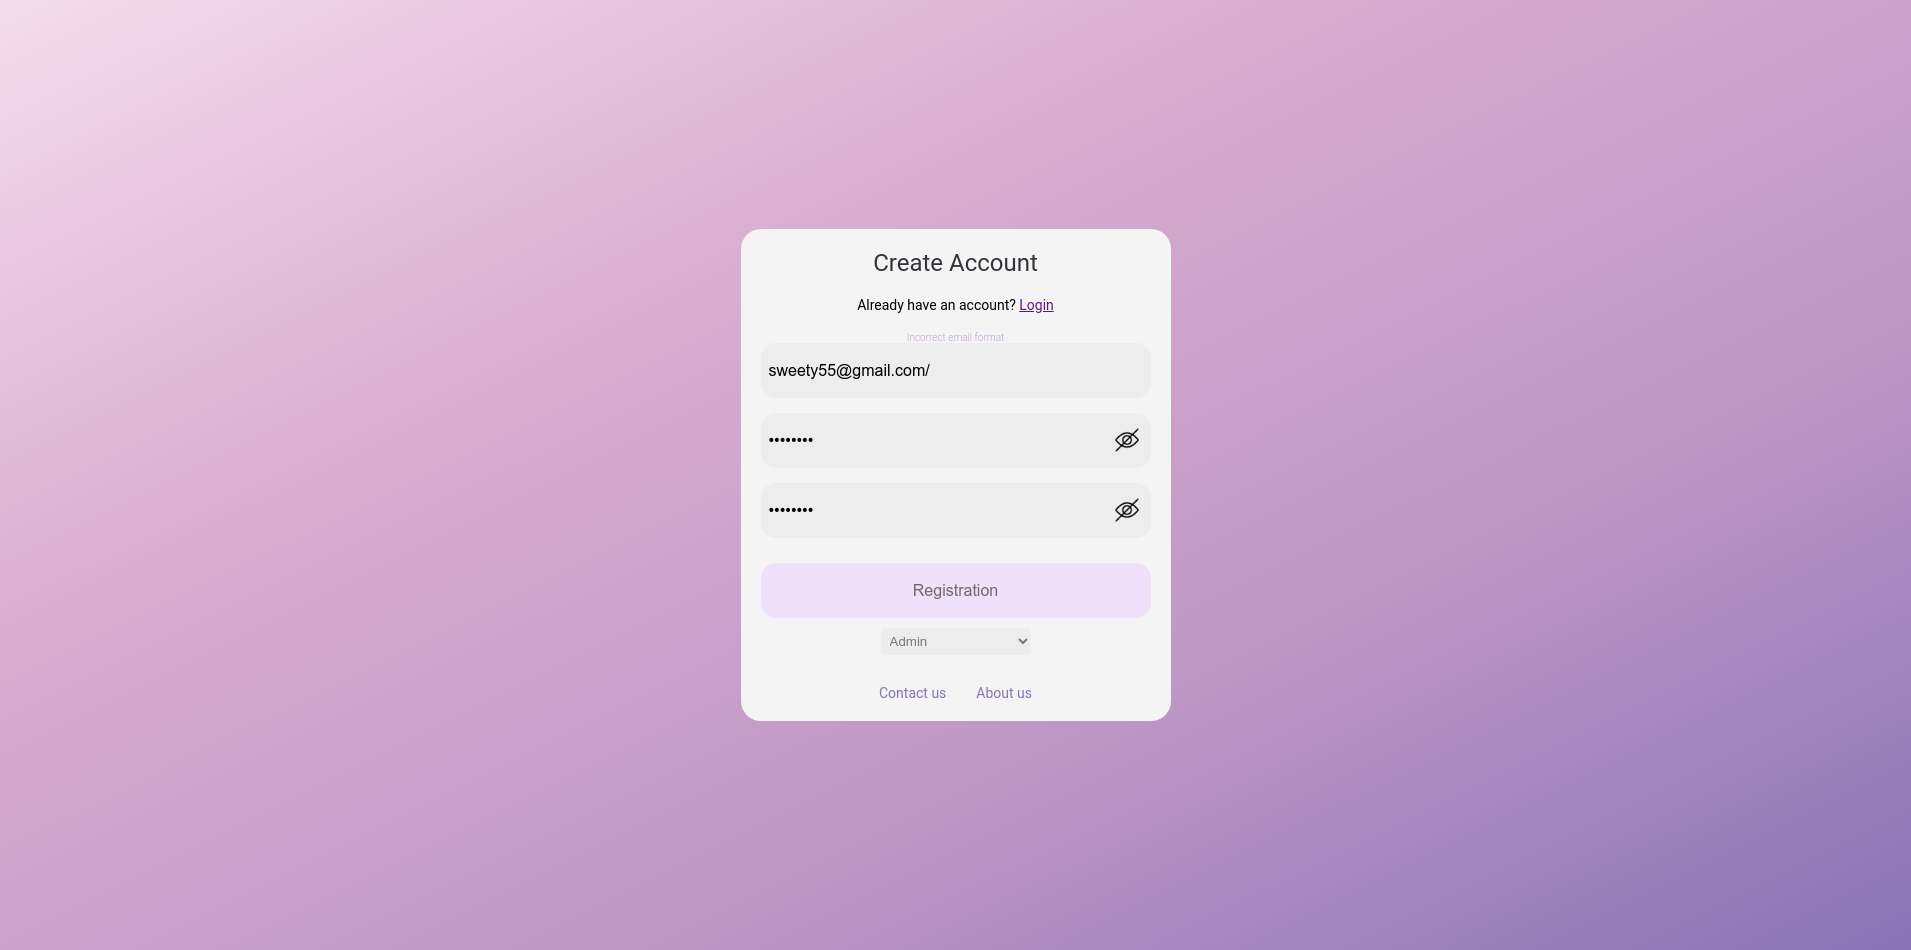 Create Account
Already have an account? Login
Incorrect email format
sweety55@gmail.com/
••••••••
••••••••
Registration
Admin
Contact us About us